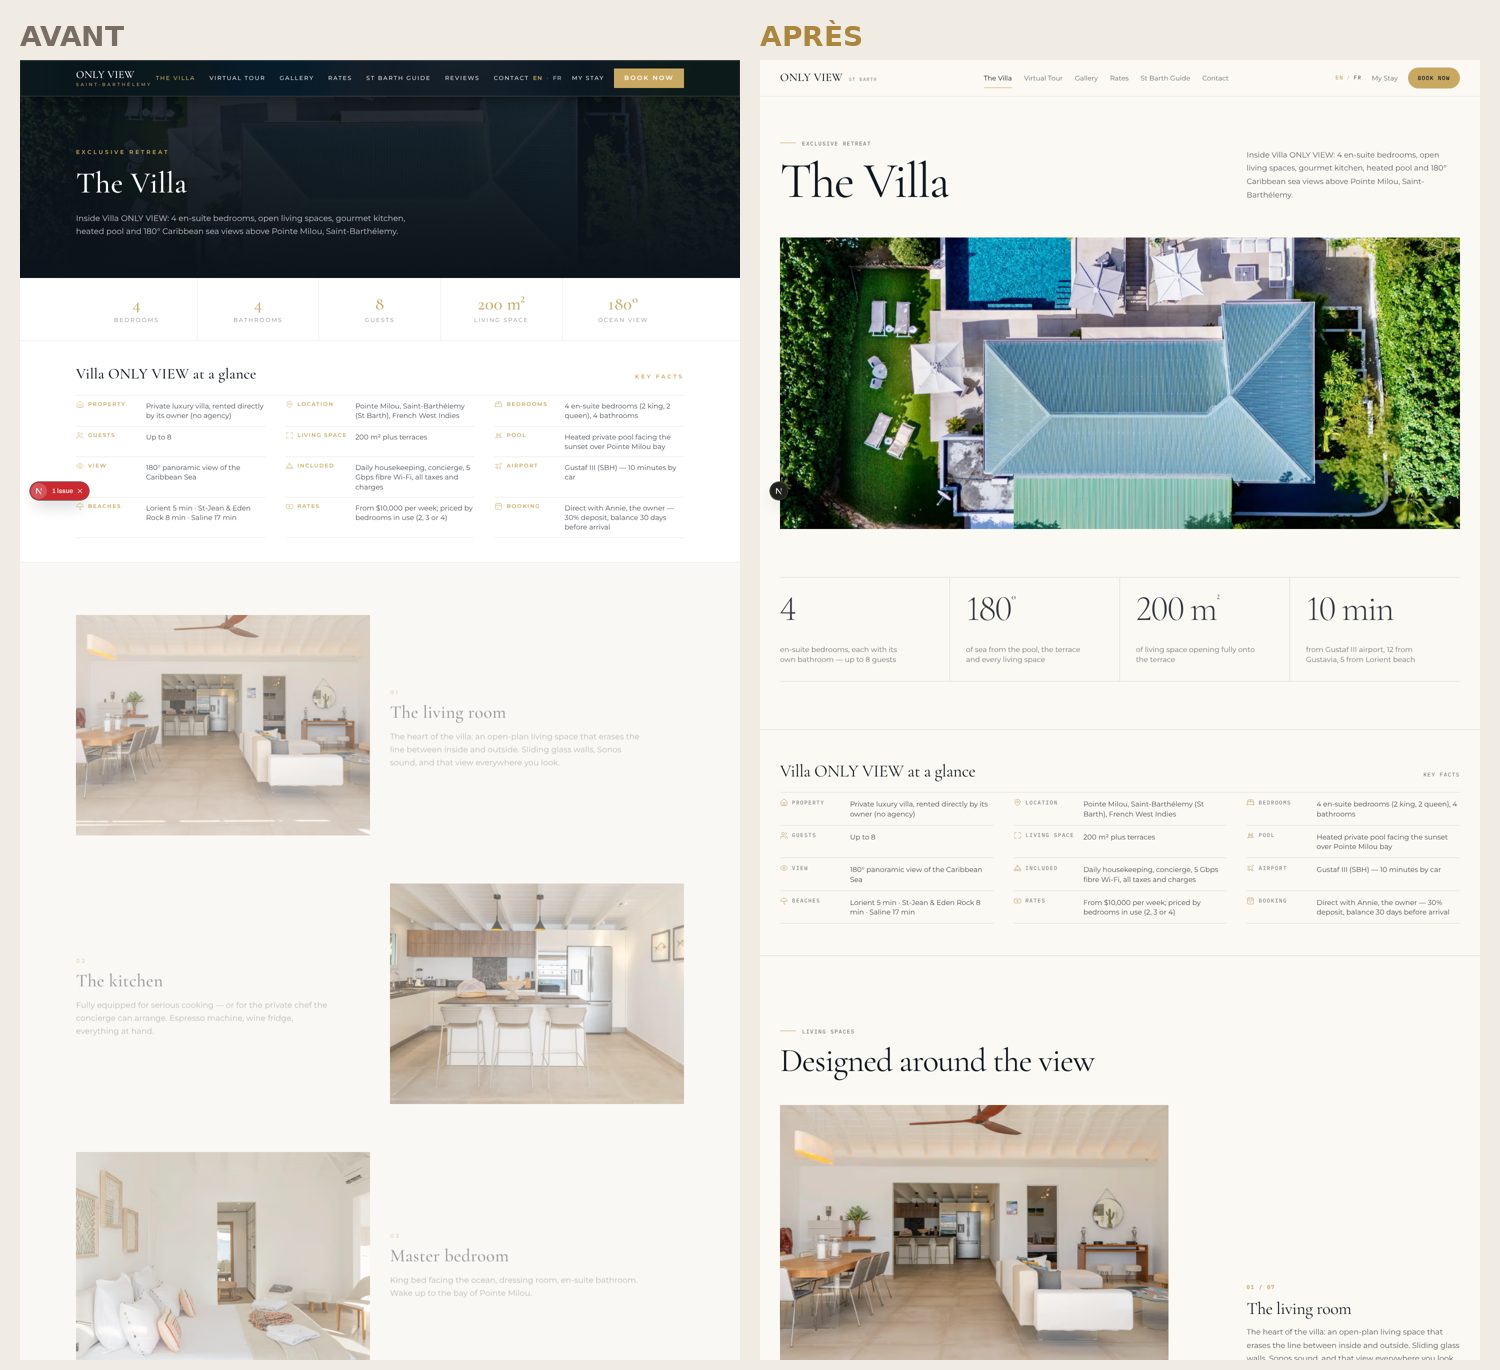 AVANT
ONLY VIEW
SAINT-BARTHÉLEMY
THE VILLA VIRTUAL TOUR GALLERY RATES ST BARTH GUIDE REVIEWS CONTACT EN · FR MY STAY BOOK NOW
EXCLUSIVE RETREAT
The Villa
Inside Villa ONLY VIEW: 4 en-suite bedrooms, open living spaces, gourmet kitchen,
heated pool and 180° Caribbean sea views above Pointe Milou, Saint-Barthélemy.
4
BEDROOMS
4
BATHROOMS
8
GUESTS
200 m²
LIVING SPACE
180°
OCEAN VIEW
Villa ONLY VIEW at a glance
KEY FACTS
PROPERTY
Private luxury villa, rented directly
by its owner (no agency)
LOCATION
Pointe Milou, Saint-Barthélemy
(St Barth), French West Indies
BEDROOMS
4 en-suite bedrooms (2 king, 2
queen), 4 bathrooms
GUESTS
Up to 8
LIVING SPACE
200 m² plus terraces
POOL
Heated private pool facing the
sunset over Pointe Milou bay
VIEW
180° panoramic view of the
Caribbean Sea
INCLUDED
Daily housekeeping, concierge, 5
Gbps fibre Wi-Fi, all taxes and
charges
AIRPORT
Gustaf III (SBH) — 10 minutes by
car
N 1 Issue ×
BEACHES
Lorient 5 min · St-Jean & Eden
Rock 8 min · Saline 17 min
RATES
From $10,000 per week; priced by
bedrooms in use (2, 3 or 4)
BOOKING
Direct with Annie, the owner —
30% deposit, balance 30 days
before arrival
01
The living room
The heart of the villa: an open-plan living space that erases the
line between inside and outside. Sliding glass walls, Sonos
sound, and that view everywhere you look.
02
The kitchen
Fully equipped for serious cooking — or for the private chef the
concierge can arrange. Espresso machine, wine fridge,
everything at hand.
03
Master bedroom
King bed facing the ocean, dressing room, en-suite bathroom.
Wake up to the bay of Pointe Milou.
APRÈS
ONLY VIEW ST BARTH
The Villa Virtual Tour Gallery Rates St Barth Guide Contact EN / FR My Stay BOOK NOW
EXCLUSIVE RETREAT
The Villa
Inside Villa ONLY VIEW: 4 en-suite bedrooms, open
living spaces, gourmet kitchen, heated pool and 180°
Caribbean sea views above Pointe Milou, Saint-
Barthélemy.
N
4
en-suite bedrooms, each with its
own bathroom — up to 8 guests
180°
of sea from the pool, the terrace
and every living space
200 m²
of living space opening fully onto
the terrace
10 min
from Gustaf III airport, 12 from
Gustavia, 5 from Lorient beach
Villa ONLY VIEW at a glance
KEY FACTS
PROPERTY
Private luxury villa, rented directly by its
owner (no agency)
LOCATION
Pointe Milou, Saint-Barthélemy (St
Barth), French West Indies
BEDROOMS
4 en-suite bedrooms (2 king, 2 queen), 4
bathrooms
GUESTS
Up to 8
LIVING SPACE
200 m² plus terraces
POOL
Heated private pool facing the sunset
over Pointe Milou bay
VIEW
180° panoramic view of the Caribbean
Sea
INCLUDED
Daily housekeeping, concierge, 5 Gbps
fibre Wi-Fi, all taxes and charges
AIRPORT
Gustaf III (SBH) — 10 minutes by car
BEACHES
Lorient 5 min · St-Jean & Eden Rock 8
min · Saline 17 min
RATES
From $10,000 per week; priced by
bedrooms in use (2, 3 or 4)
BOOKING
Direct with Annie, the owner — 30%
deposit, balance 30 days before arrival
LIVING SPACES
Designed around the view
01 / 07
The living room
The heart of the villa: an open-plan living space that
erases the line between inside and outside. Sliding glass
walls, Sonos sound, and that view everywhere you look.